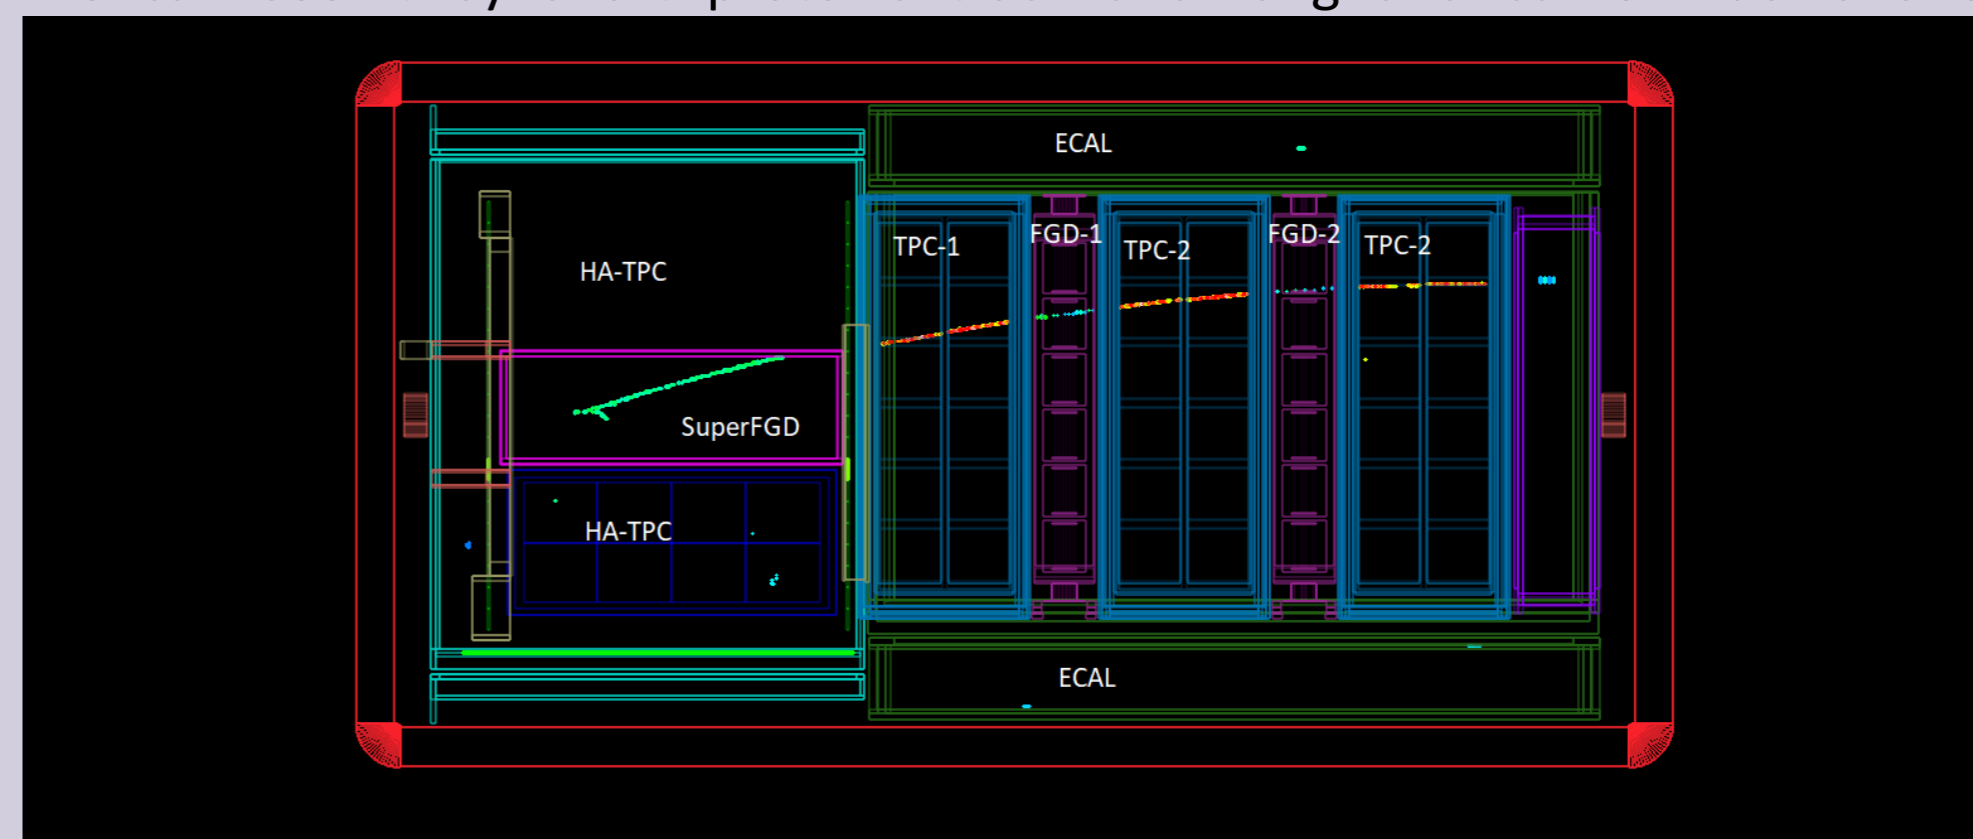 ECAL
TPC-1
FGD-1
TPC-2
FGD-2
TPC-2
HA-TPC
SuperFGD
HA-TPC
ECAL